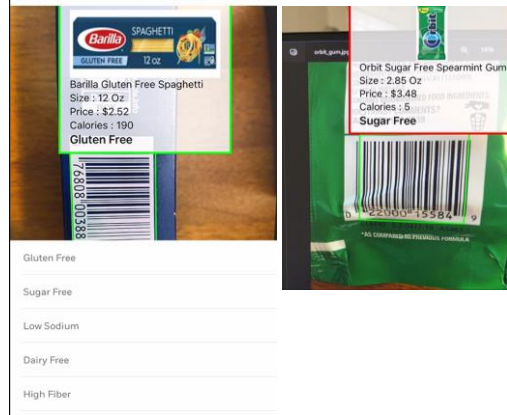 Barilla
SPAGHETTI
GLUTEN FREE
12 oz
Barilla Gluten Free Spaghetti
Size : 12 Oz
Price : $2.52
Calories : 190
Gluten Free
76808 00388
Gluten Free
Sugar Free
Low Sodium
Dairy Free
High Fiber
orbit_gum.jpg
Orbit
Orbit Sugar Free Spearmint Gum
Size : 2.85 Oz
Price : $3.48
Calories : 5
Sugar Free
0 22000 15584 9
*AS COMPARED TO PREVIOUS FORMULA